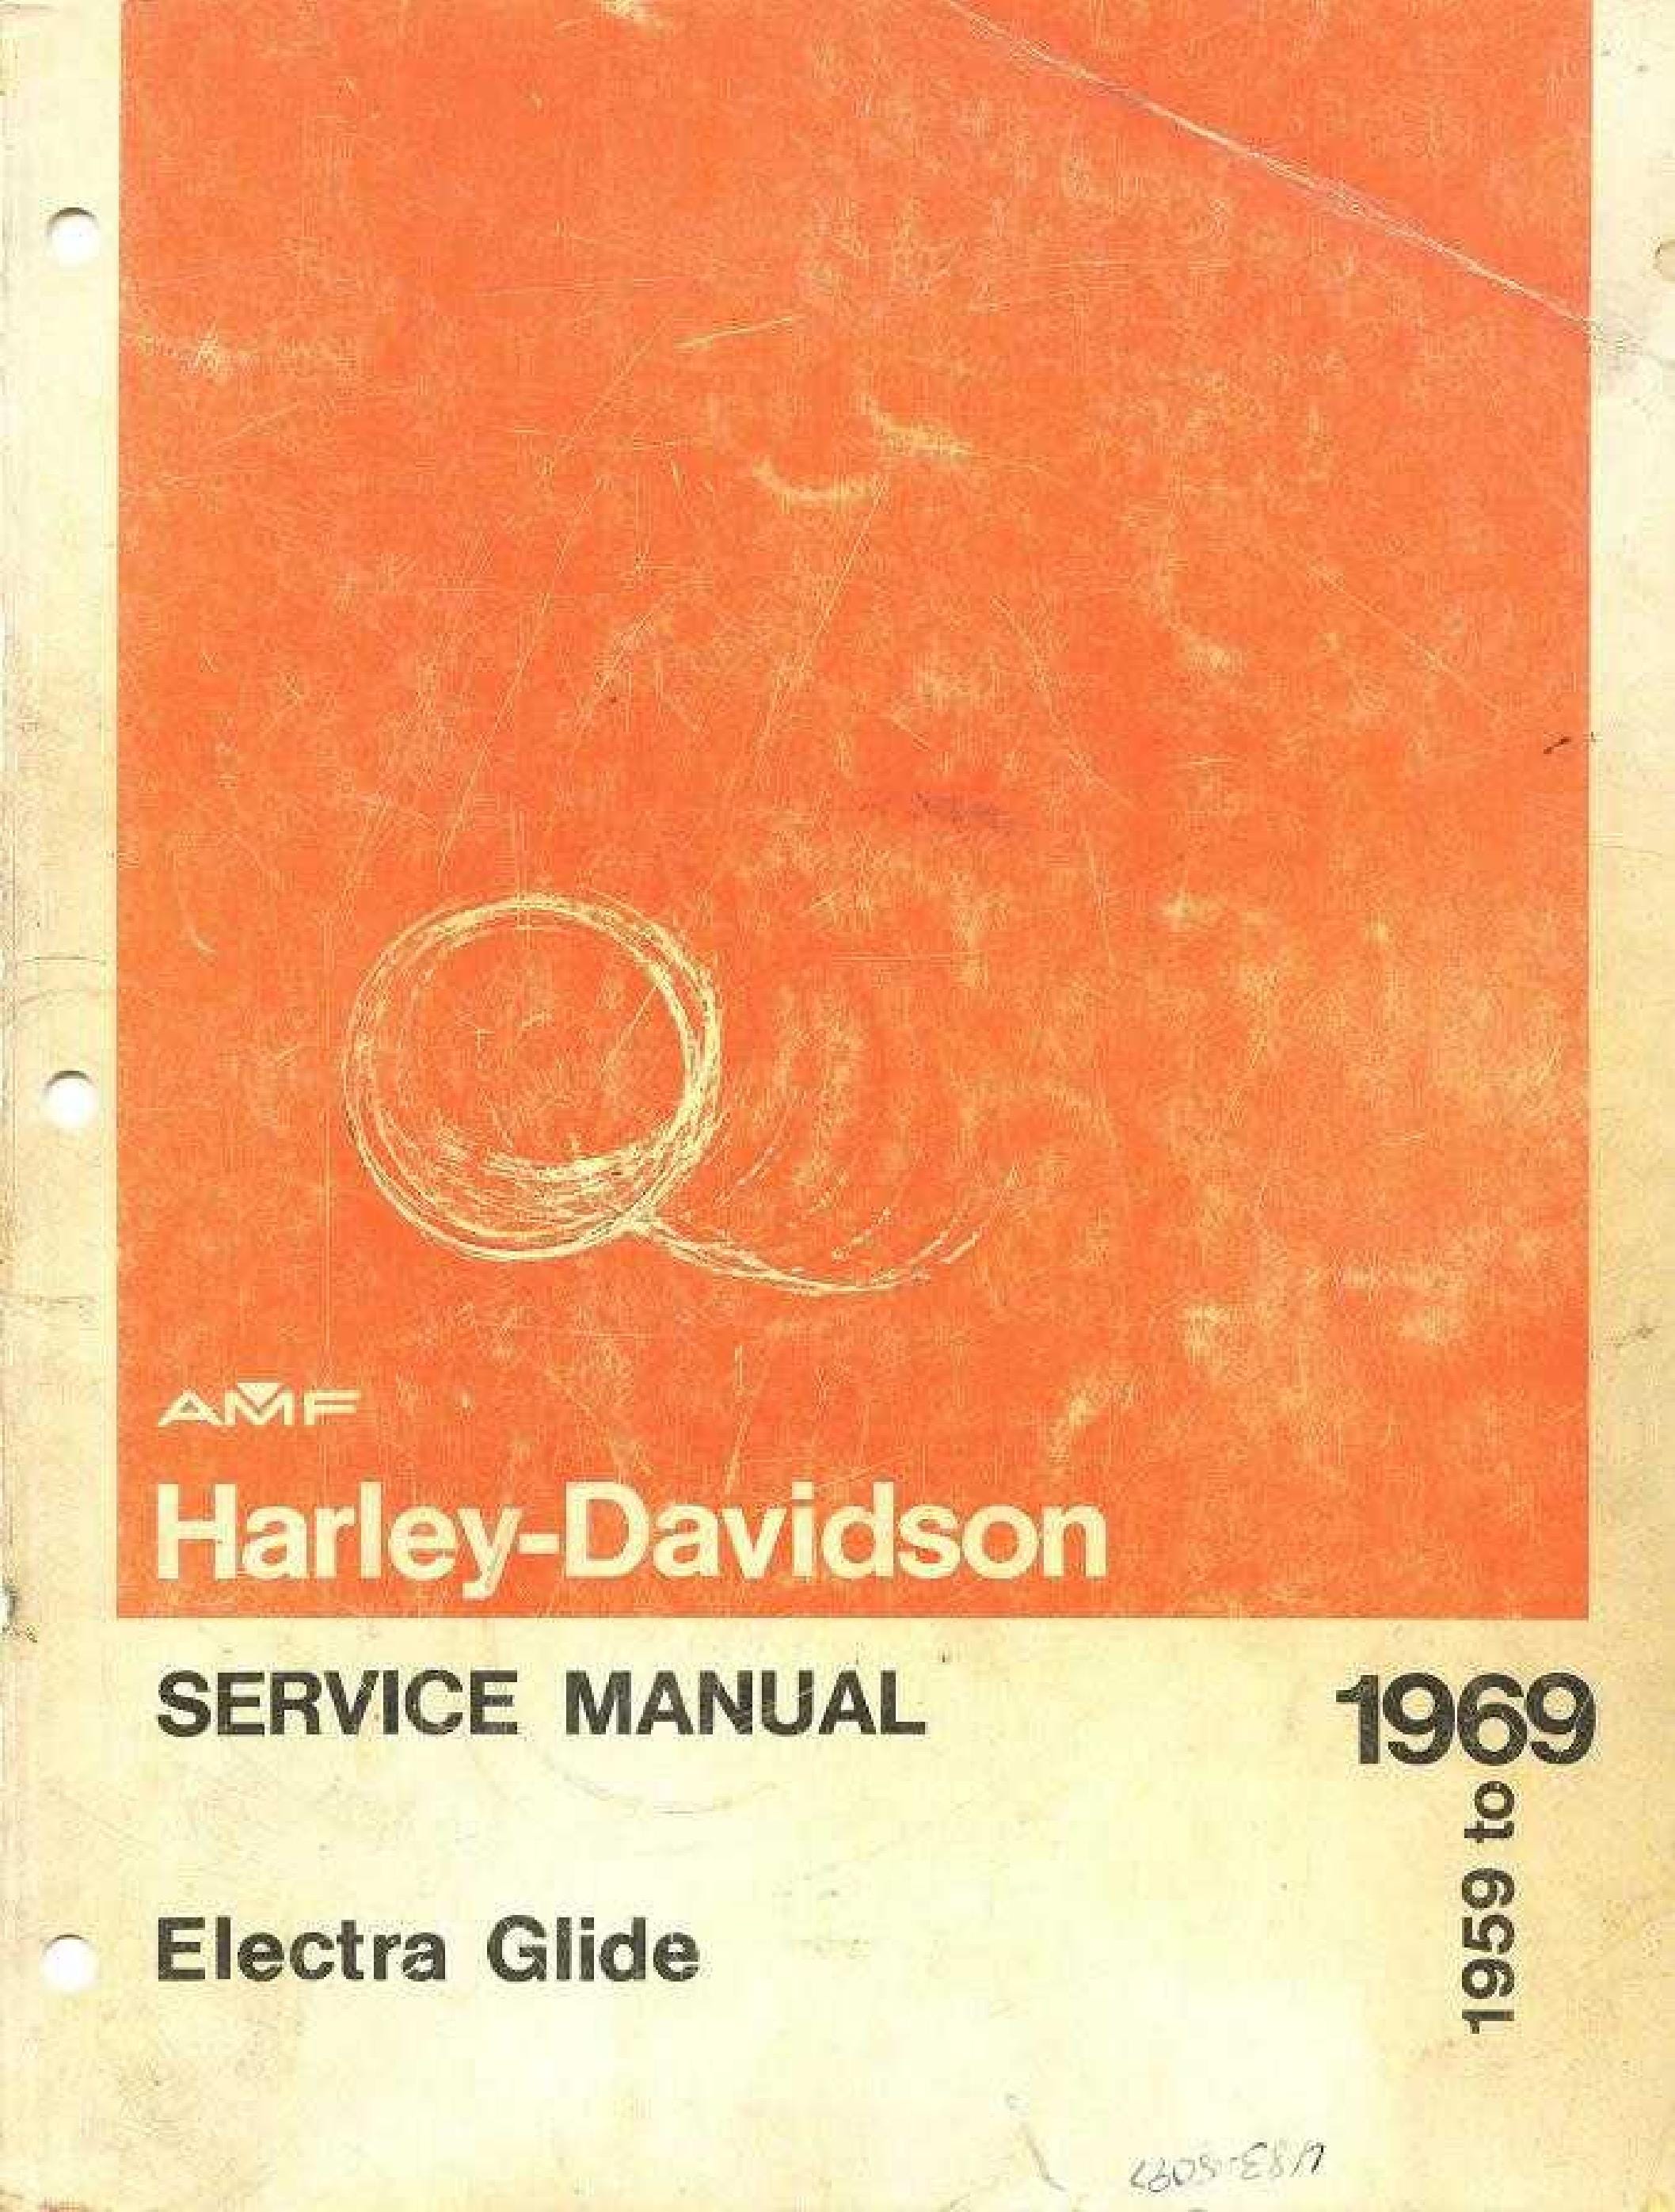 AMF
Harley-Davidson
SERVICE MANUAL
1969
1959 to
Electra Glide